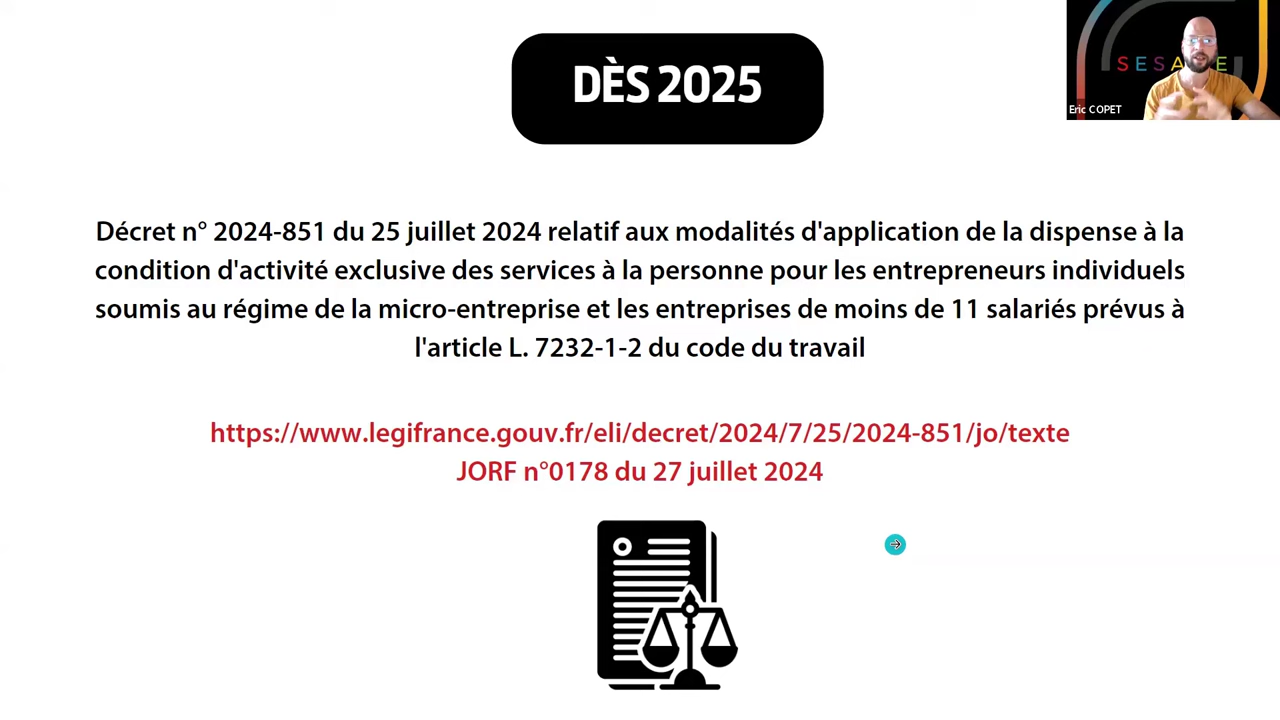 DÈS 2025
SESA E
Eric COPET
Décret n° 2024-851 du 25 juillet 2024 relatif aux modalités d'application de la dispense à la
condition d'activité exclusive des services à la personne pour les entrepreneurs individuels
soumis au régime de la micro-entreprise et les entreprises de moins de 11 salariés prévus à
l'article L. 7232-1-2 du code du travail
https://www.legifrance.gouv.fr/eli/decret/2024/7/25/2024-851/jo/texte
JORF n°0178 du 27 juillet 2024